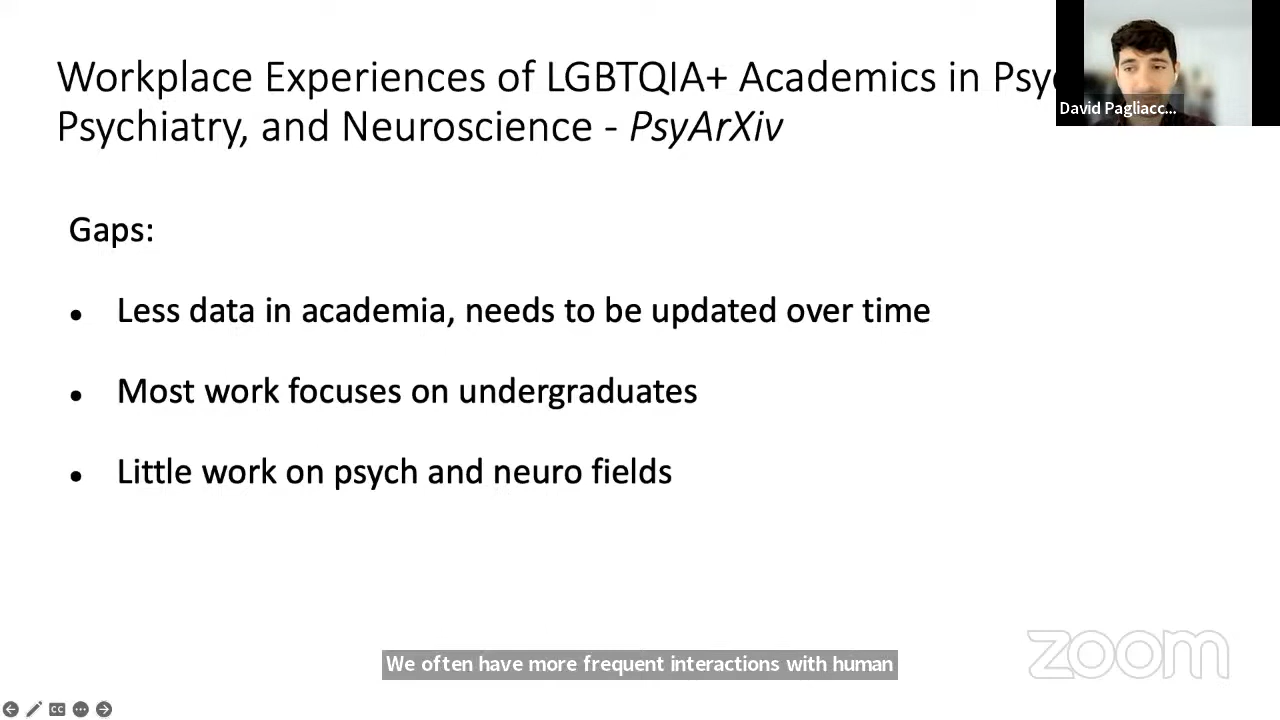 Workplace Experiences of LGBTQIA+ Academics in
Psychiatry, and Neuroscience - PsyArXiv
David Pagliacc...
Gaps:
• Less data in academia, needs to be updated over time
• Most work focuses on undergraduates
• Little work on psych and neuro fields
We often have more frequent interactions with human
zoom
CC